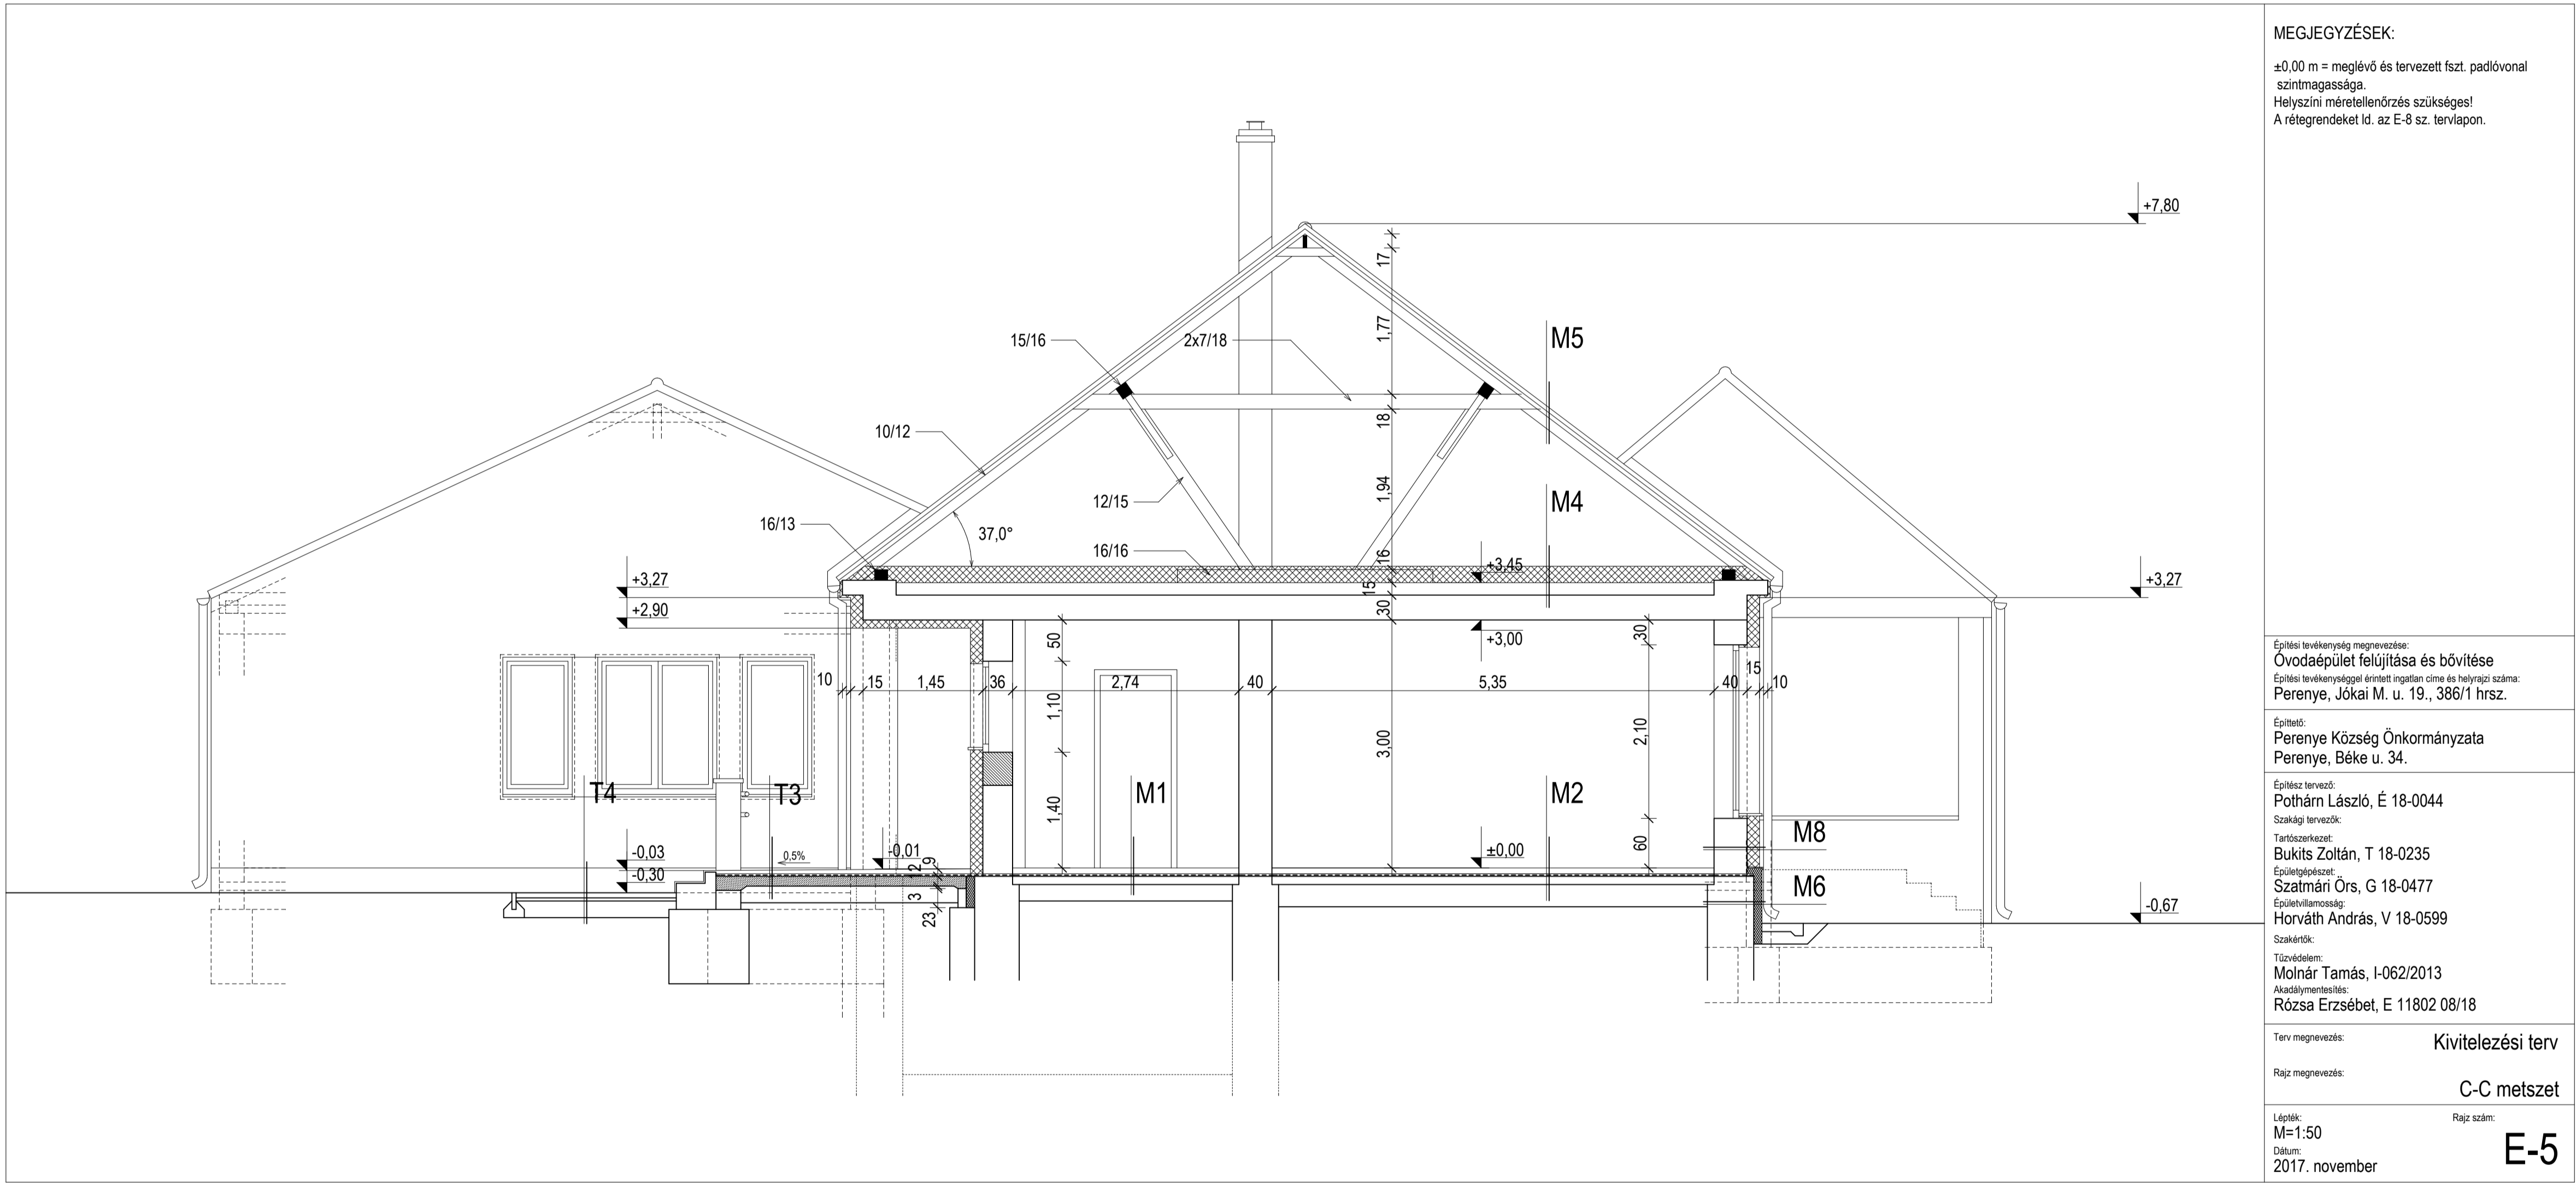 MEGJEGYZÉSEK:
±0,00 m = meglévő és tervezett fszt. padlóvonal
szintmagassága.
Helyszíni méretellenőrzés szükséges!
A rétegrendeket ld. az E-8 sz. tervlapon.
+7,80
17
1,77
15/16
2x7/18
M5
18
10/12
1,94
12/15
M4
16/13
37,0°
16/16
16
+3,45
+3,27
+3,27
15
30
+2,90
+3,00
50
30
10
15
1,45
36
2,74
40
5,35
40
15
10
1,10
3,00
2,10
T4
T3
M1
M2
1,40
60
M8
-0,03
0,5%
-0,01
±0,00
-0,30
9
2
3
23
M6
-0,67
Építési tevékenység megnevezése:
Óvodaépület felújítása és bővítése
Építési tevékenységgel érintett ingatlan címe és helyrajzi száma:
Perenye, Jókai M. u. 19., 386/1 hrsz.
Építtető:
Perenye Község Önkormányzata
Perenye, Béke u. 34.
Építész tervező:
Pothárn László, É 18-0044
Szakági tervezők:
Tartószerkezet:
Bukits Zoltán, T 18-0235
Épületgépészet:
Szatmári Örs, G 18-0477
Épületvillamosság:
Horváth András, V 18-0599
Szakértők:
Tűzvédelem:
Molnár Tamás, I-062/2013
Akadálymentesítés:
Rózsa Erzsébet, E 11802 08/18
Terv megnevezés:
Kivitelezési terv
Rajz megnevezés:
C-C metszet
Lépték:
M=1:50
Rajz szám:
E-5
Dátum:
2017. november